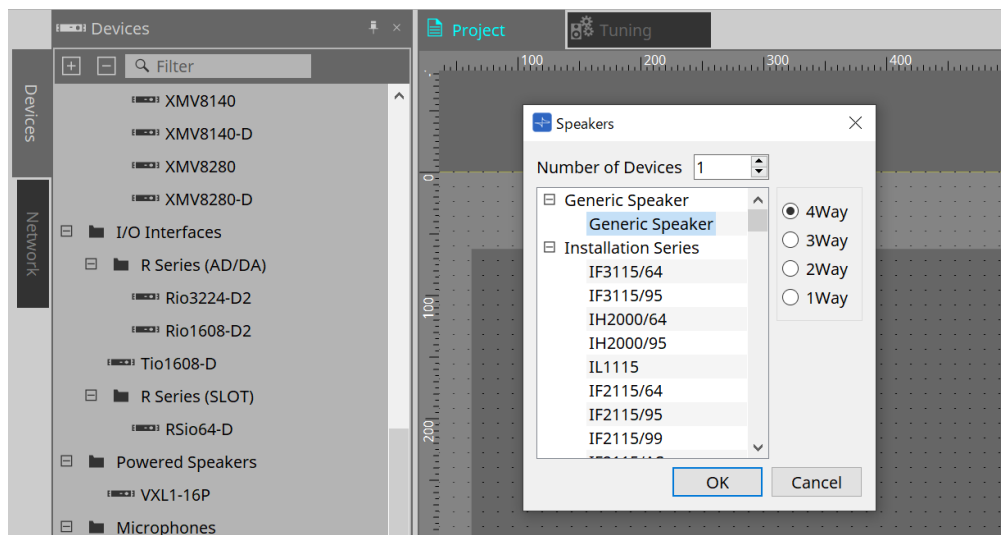 Devices
Project
Tuning
Filter
100
200
300
400
Devices
Network
XMV8140
XMV8140-D
XMV8280
XMV8280-D
I/O Interfaces
R Series (AD/DA)
Rio3224-D2
Rio1608-D2
Tio1608-D
R Series (SLOT)
RSio64-D
Powered Speakers
VXL1-16P
Microphones
0
100
200
Speakers
Number of Devices 1
Generic Speaker
Generic Speaker
Installation Series
IF3115/64
IF3115/95
IH2000/64
IH2000/95
IL1115
IF2115/64
IF2115/95
IF2115/99
4Way
3Way
2Way
1Way
OK
Cancel